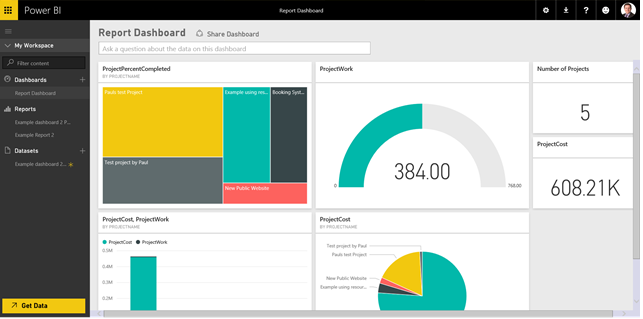 Power BI
Report Dashboard
My Workspace
Filter content
Dashboards
Report Dashboard
Reports
Example dashboard 2 P...
Example Report 2
Datasets
Example dashboard 2...
Get Data
Report Dashboard
Share Dashboard
Ask a question about the data on this dashboard
ProjectPercentCompleted
BY PROJECTNAME
Pauls test Project
Example using resu...
Booking Syst...
Test project by Paul
New Public Website
ProjectWork
384.00
0
768.00
Number of Projects
5
ProjectCost
608.21K
ProjectCost, ProjectWork
BY PROJECTNAME
ProjectCost
ProjectWork
0.5M
0.4M
0.3M
0.2M
ProjectCost
BY PROJECTNAME
Test project by Paul
Pauls test Project
New Public Website
Example using resour...